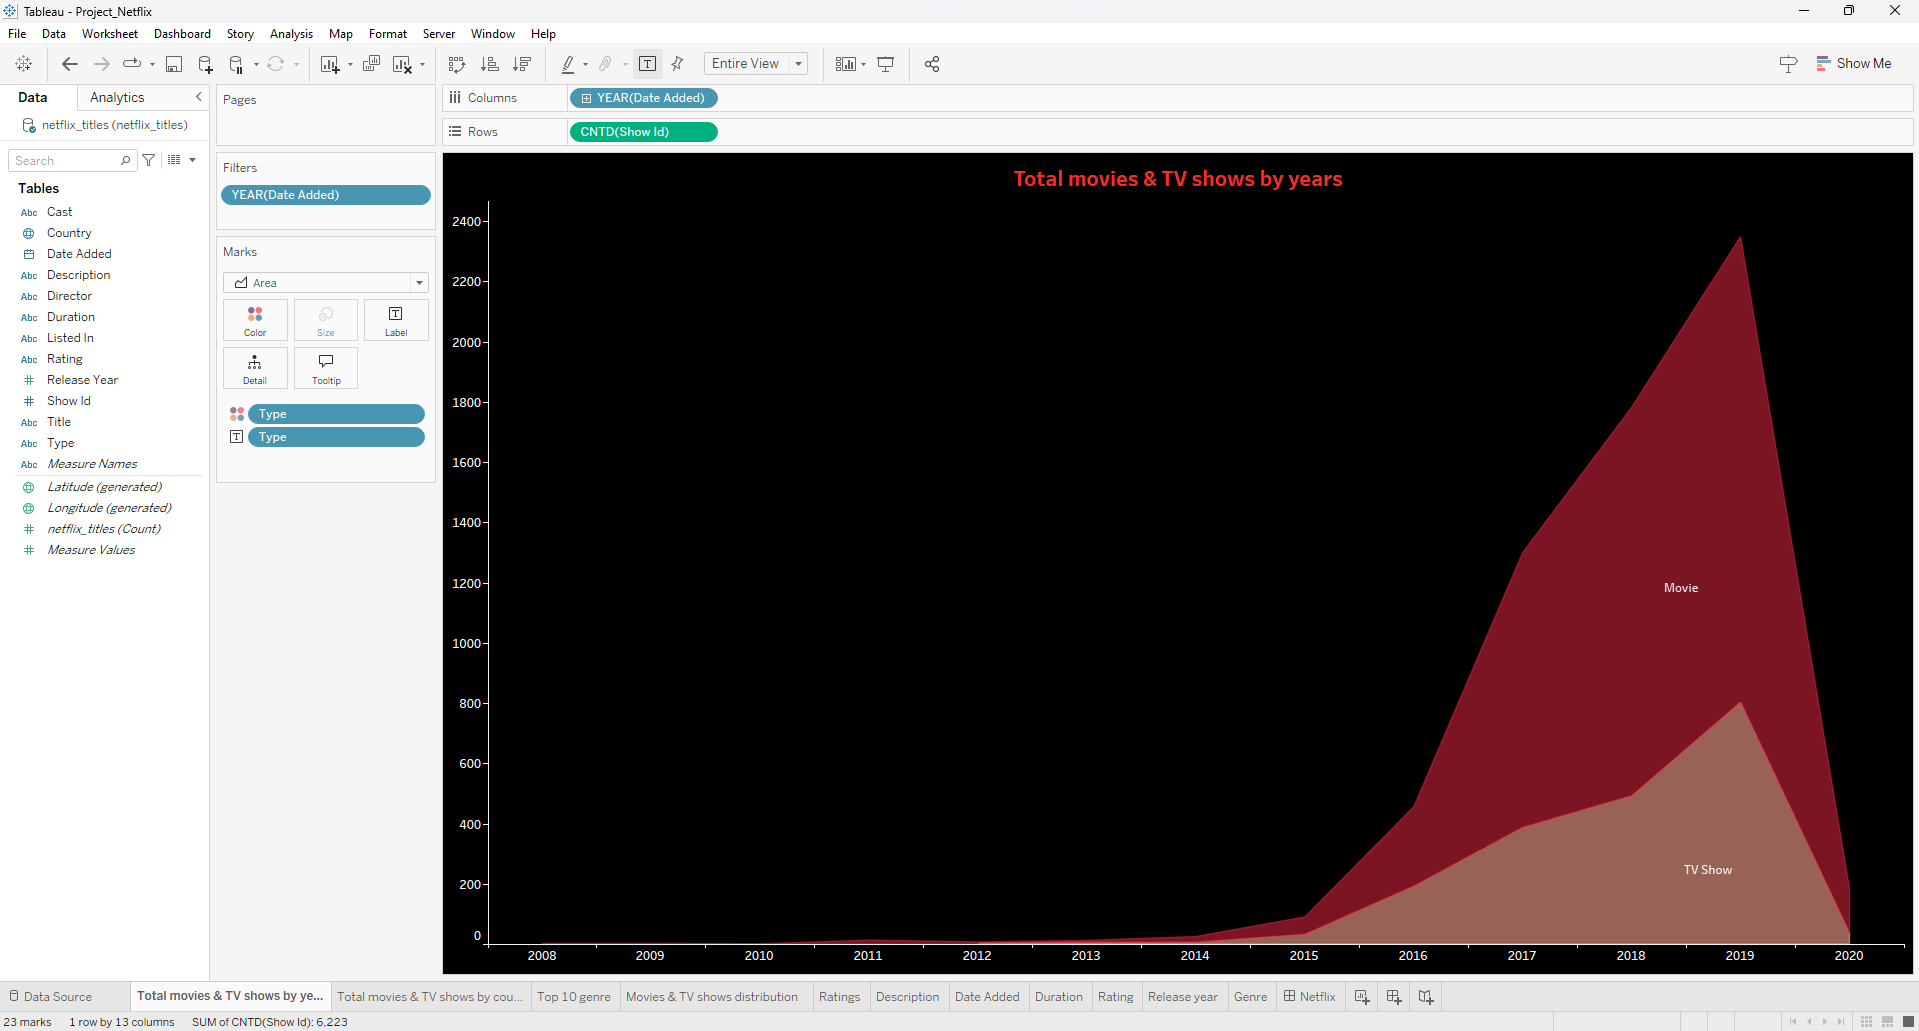 Tableau - Project_Netflix
File Data Worksheet Dashboard Story Analysis Map Format Server Window Help
Entire View
Show Me
Data Analytics
netflix_titles (netflix_titles)
Search
Tables
Abc Cast
Country
Date Added
Abc Description
Abc Director
Abc Duration
Abc Listed In
Abc Rating
Release Year
Show Id
Abc Title
Abc Type
Abc Measure Names
Latitude (generated)
Longitude (generated)
netflix_titles (Count)
Measure Values
Pages
Filters
YEAR(Date Added)
Marks
Area
Color Size Label
Detail Tooltip
Type
Type
Columns YEAR(Date Added)
Rows CNTD(Show Id)
Total movies & TV shows by years
2400
2200
2000
1800
1600
1400
1200
1000
800
600
400
200
0
Movie
TV Show
2008 2009 2010 2011 2012 2013 2014 2015 2016 2017 2018 2019 2020
Data Source Total movies & TV shows by ye... Total movies & TV shows by cou... Top 10 genre Movies & TV shows distribution Ratings Description Date Added Duration Rating Release year Genre Netflix
23 marks 1 row by 13 columns SUM of CNTD(Show Id): 6,223